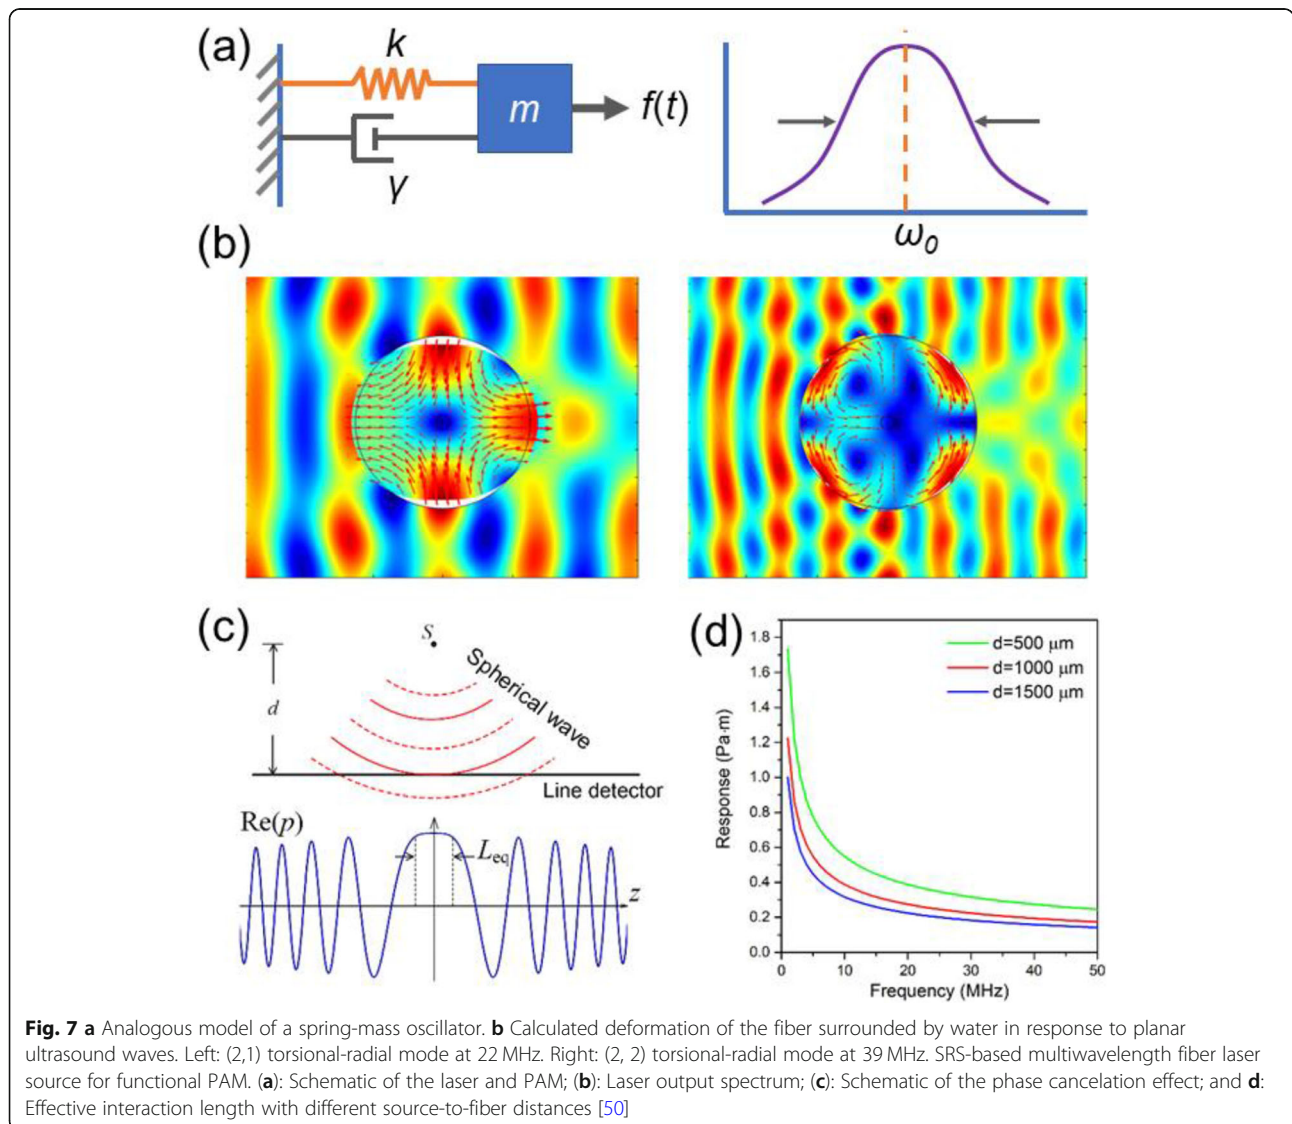 (a)
k
m
f(t)
γ
ω0
(b)
(c)
S
d
Spherical wave
Line detector
Re(p)
Leq
z
(d)
1.8
1.6
1.4
1.2
1.0
0.8
0.6
0.4
0.2
0.0
Response (Pa·m)
d=500 μm
d=1000 μm
d=1500 μm
0 10 20 30 40 50
Frequency (MHz)
Fig. 7 a Analogous model of a spring-mass oscillator. b Calculated deformation of the fiber surrounded by water in response to planar
ultrasound waves. Left: (2,1) torsional-radial mode at 22 MHz. Right: (2, 2) torsional-radial mode at 39 MHz. SRS-based multiwavelength fiber laser
source for functional PAM. (a): Schematic of the laser and PAM; (b): Laser output spectrum; (c): Schematic of the phase cancelation effect; and d:
Effective interaction length with different source-to-fiber distances [50]